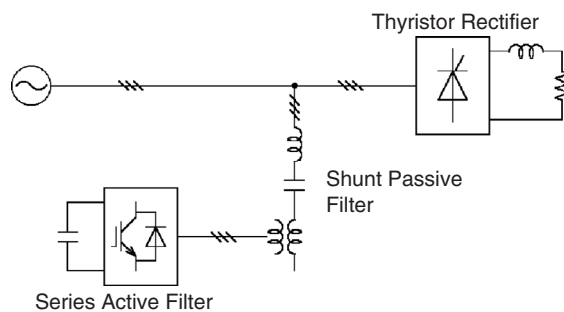 Thyristor Rectifier
Shunt Passive
Filter
Series Active Filter